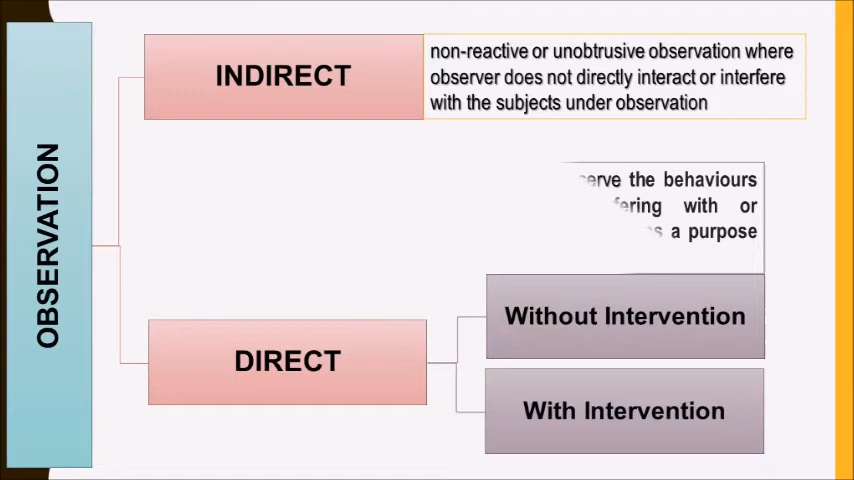 OBSERVATION
INDIRECT
non-reactive or unobtrusive observation where
observer does not directly interact or interfere
with the subjects under observation
the behaviours
with or
a purpose
DIRECT
Without Intervention
With Intervention